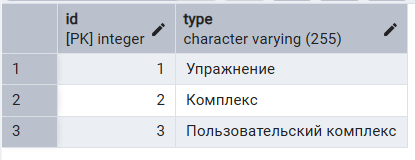 id type
[PK] integer character varying (255)
1 1 Упражнение
2 2 Комплекс
3 3 Пользовательский комплекс